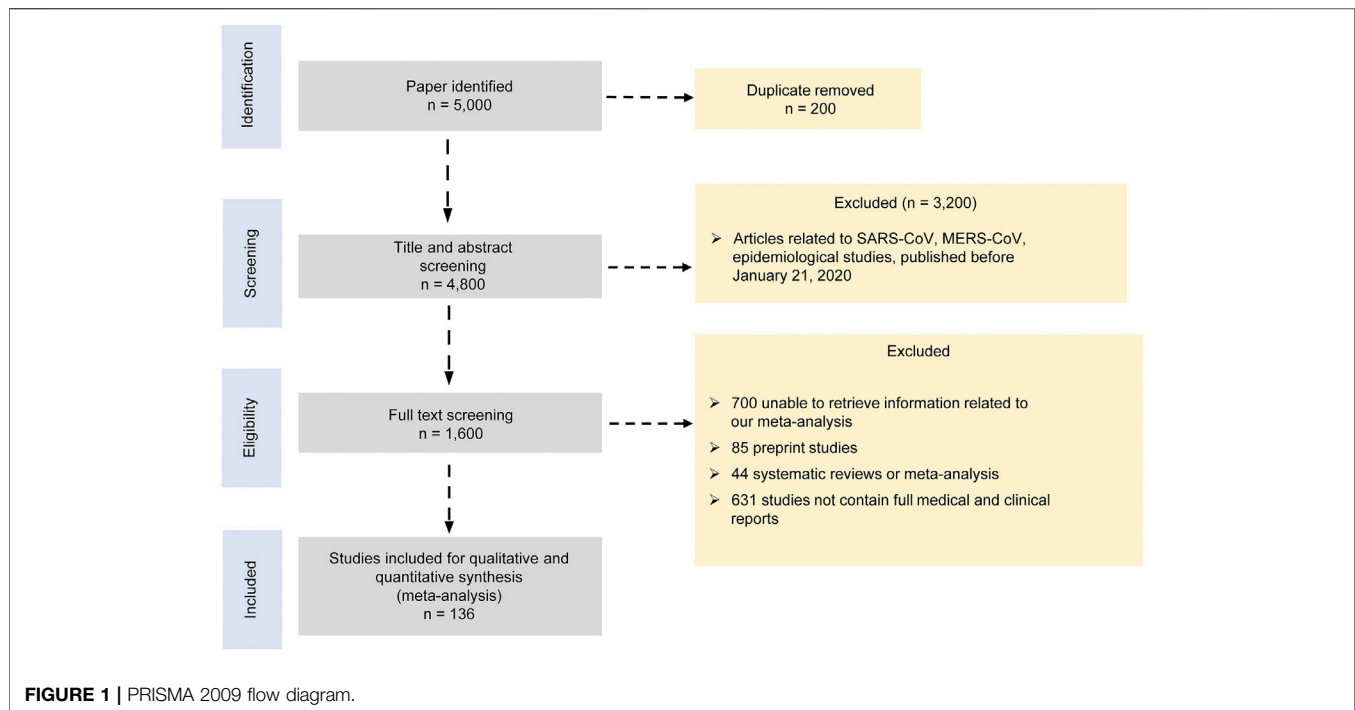 Identification
Paper identified
n = 5,000
Duplicate removed
n = 200
Screening
Title and abstract
screening
n = 4,800
Excluded (n = 3,200)
➢ Articles related to SARS-CoV, MERS-CoV,
epidemiological studies, published before
January 21, 2020
Eligibility
Full text screening
n = 1,600
Excluded
➢ 700 unable to retrieve information related to
our meta-analysis
➢ 85 preprint studies
➢ 44 systematic reviews or meta-analysis
➢ 631 studies not contain full medical and clinical
reports
Included
Studies included for qualitative and
quantitative synthesis
(meta-analysis)
n = 136
FIGURE 1 | PRISMA 2009 flow diagram.